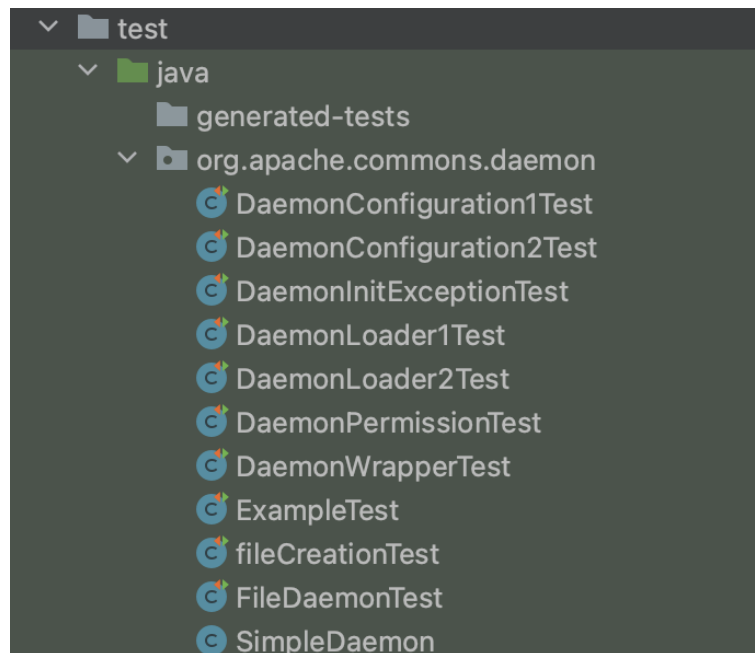 test
java
generated-tests
org.apache.commons.daemon
DaemonConfiguration1Test
DaemonConfiguration2Test
DaemonInitExceptionTest
DaemonLoader1Test
DaemonLoader2Test
DaemonPermissionTest
DaemonWrapperTest
ExampleTest
fileCreationTest
FileDaemonTest
SimpleDaemon